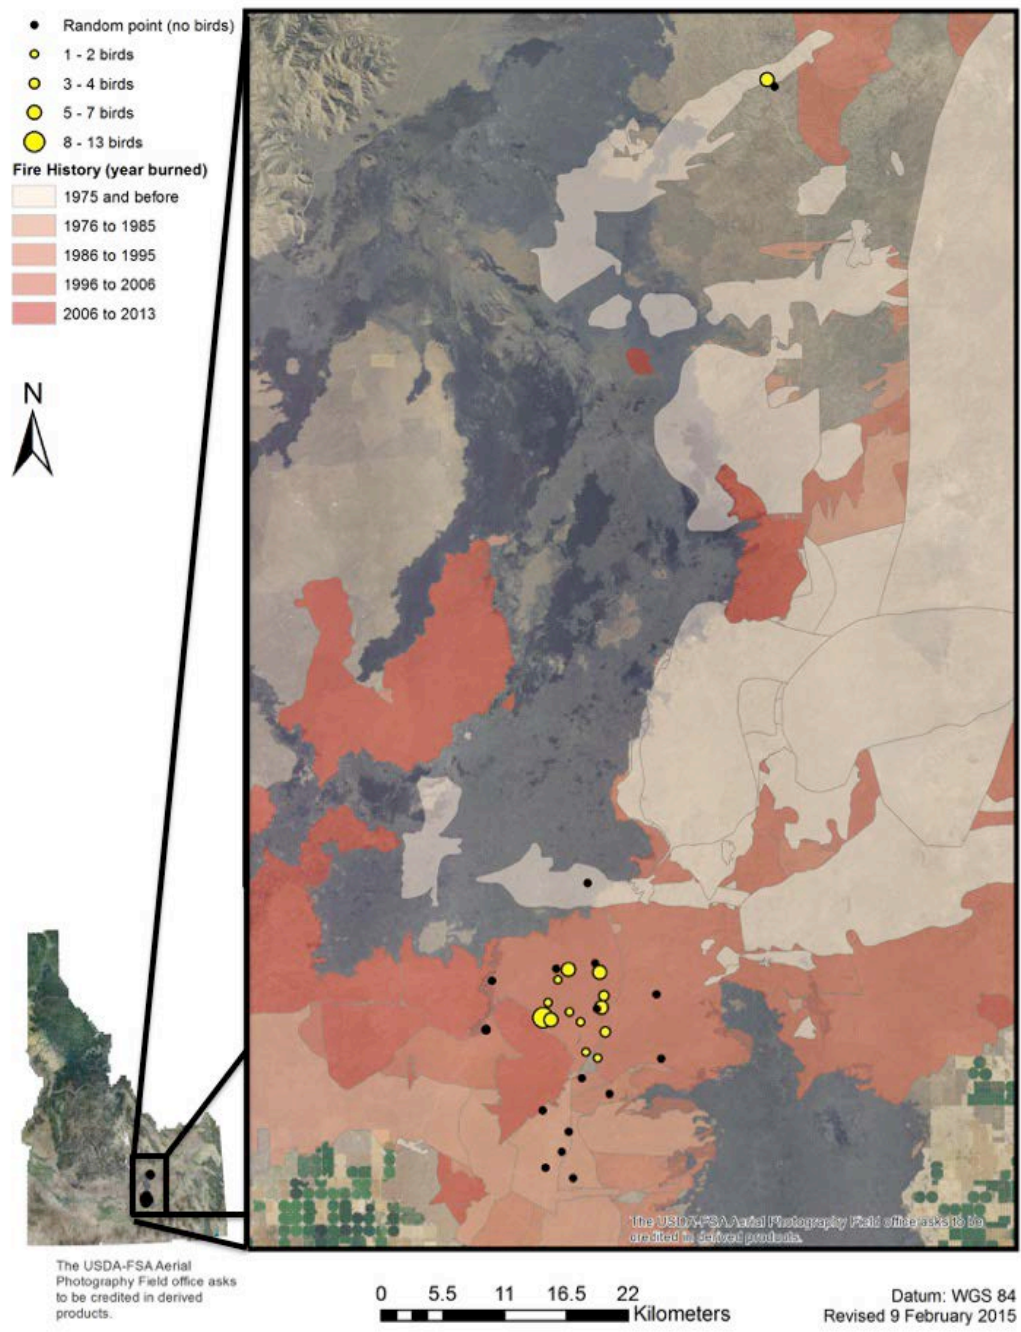 Random point (no birds)
1 - 2 birds
3 - 4 birds
5 - 7 birds
8 - 13 birds
Fire History (year burned)
1975 and before
1976 to 1985
1986 to 1995
1996 to 2006
2006 to 2013
N
The USDA-FSA Aerial Photography Field office asks to be
credited in derived products.
The USDA-FSA Aerial
Photography Field office asks
to be credited in derived
products.
0 5.5 11 16.5 22
Kilometers
Datum: WGS 84
Revised 9 February 2015